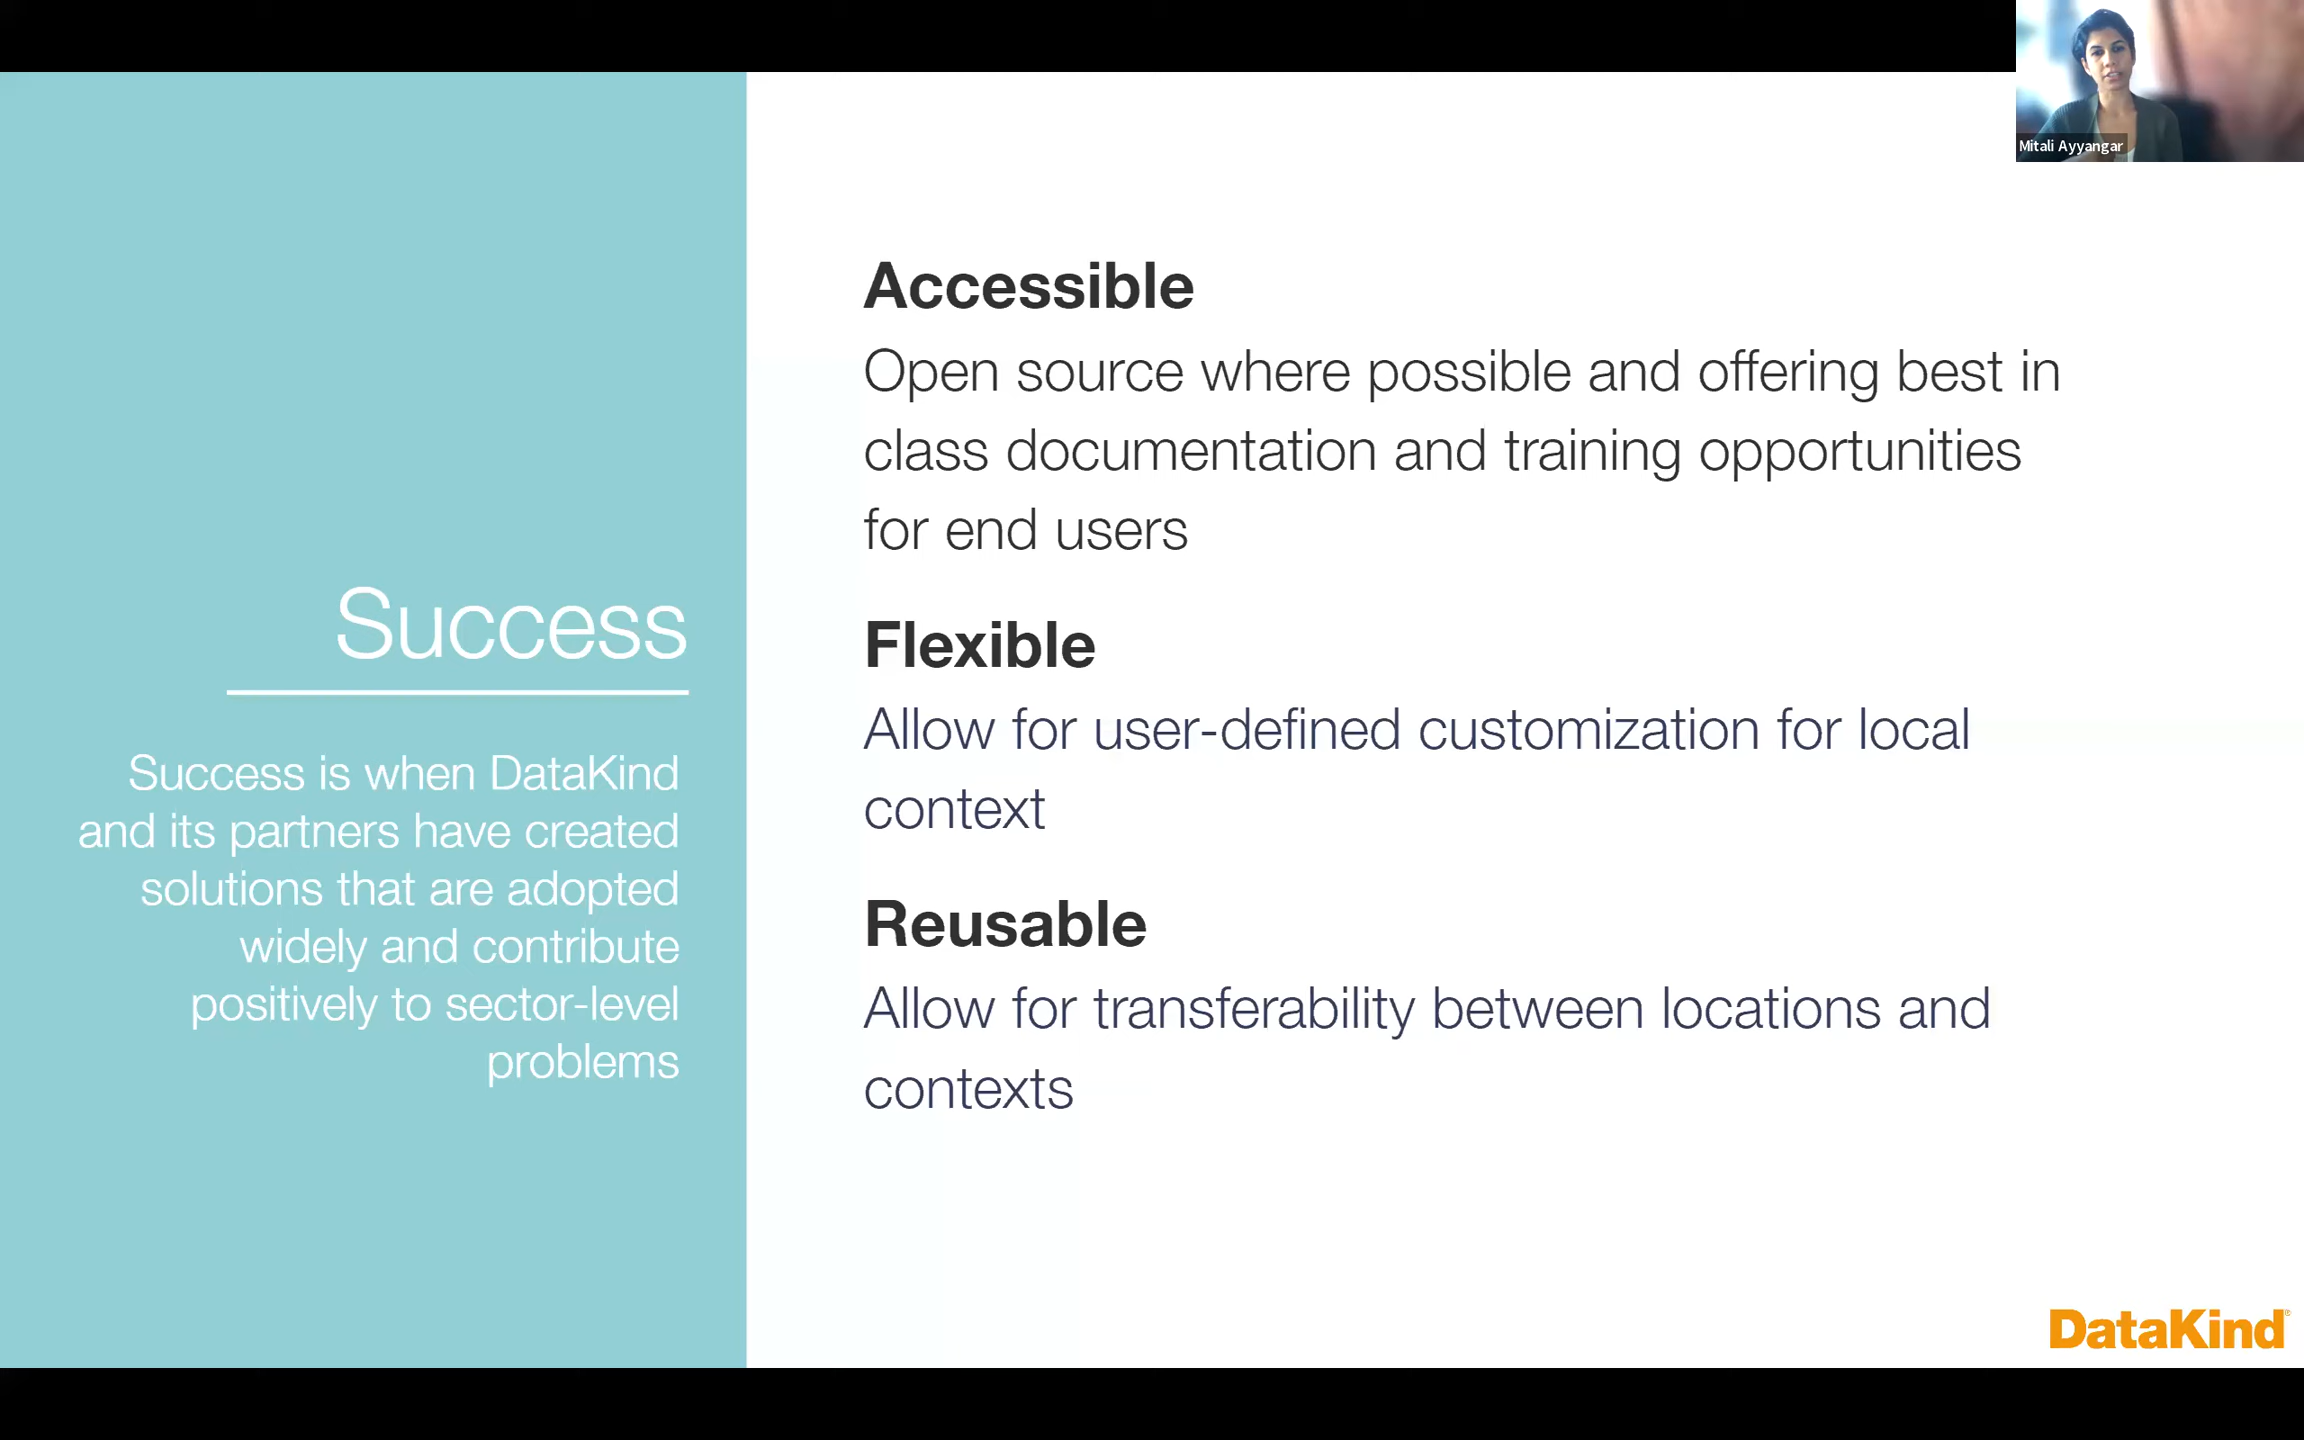 Mitali Ayyangar
Success
Success is when DataKind
and its partners have created
solutions that are adopted
widely and contribute
positively to sector-level
problems
Accessible
Open source where possible and offering best in
class documentation and training opportunities
for end users
Flexible
Allow for user-defined customization for local
context
Reusable
Allow for transferability between locations and
contexts
DataKind®